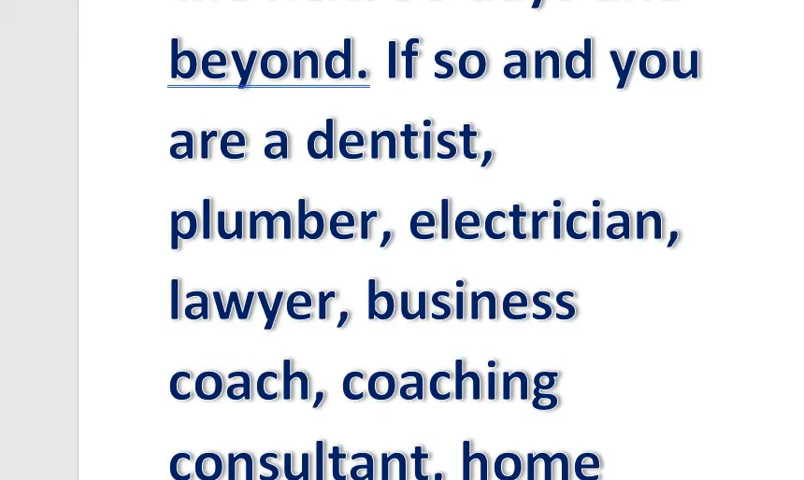 beyond. If so and you
are a dentist,
plumber, electrician,
lawyer, business
coach, coaching
consultant, home